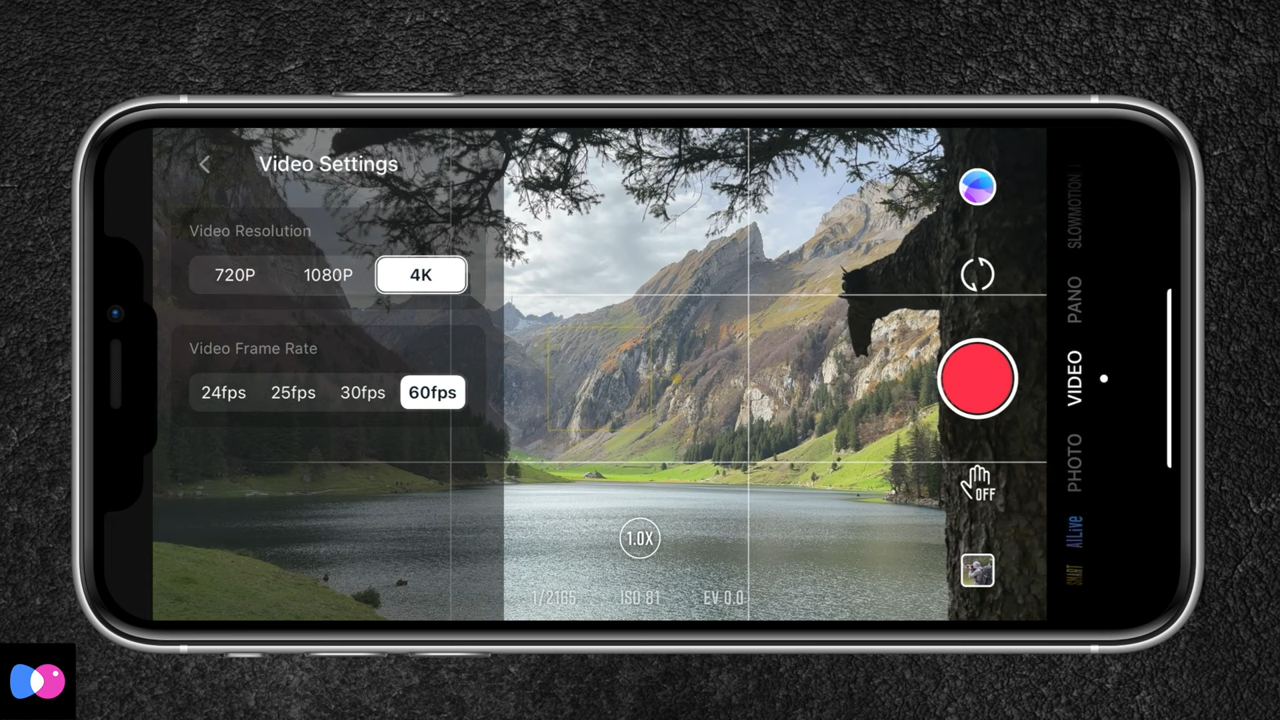 Video Settings
Video Resolution
720P 1080P 4K
Video Frame Rate
24fps 25fps 30fps 60fps
1.0X
1/2165 ISO 81 EV 0.0
OFF
SLOWMOTION
PANO
VIDEO
PHOTO
AILive
SMART